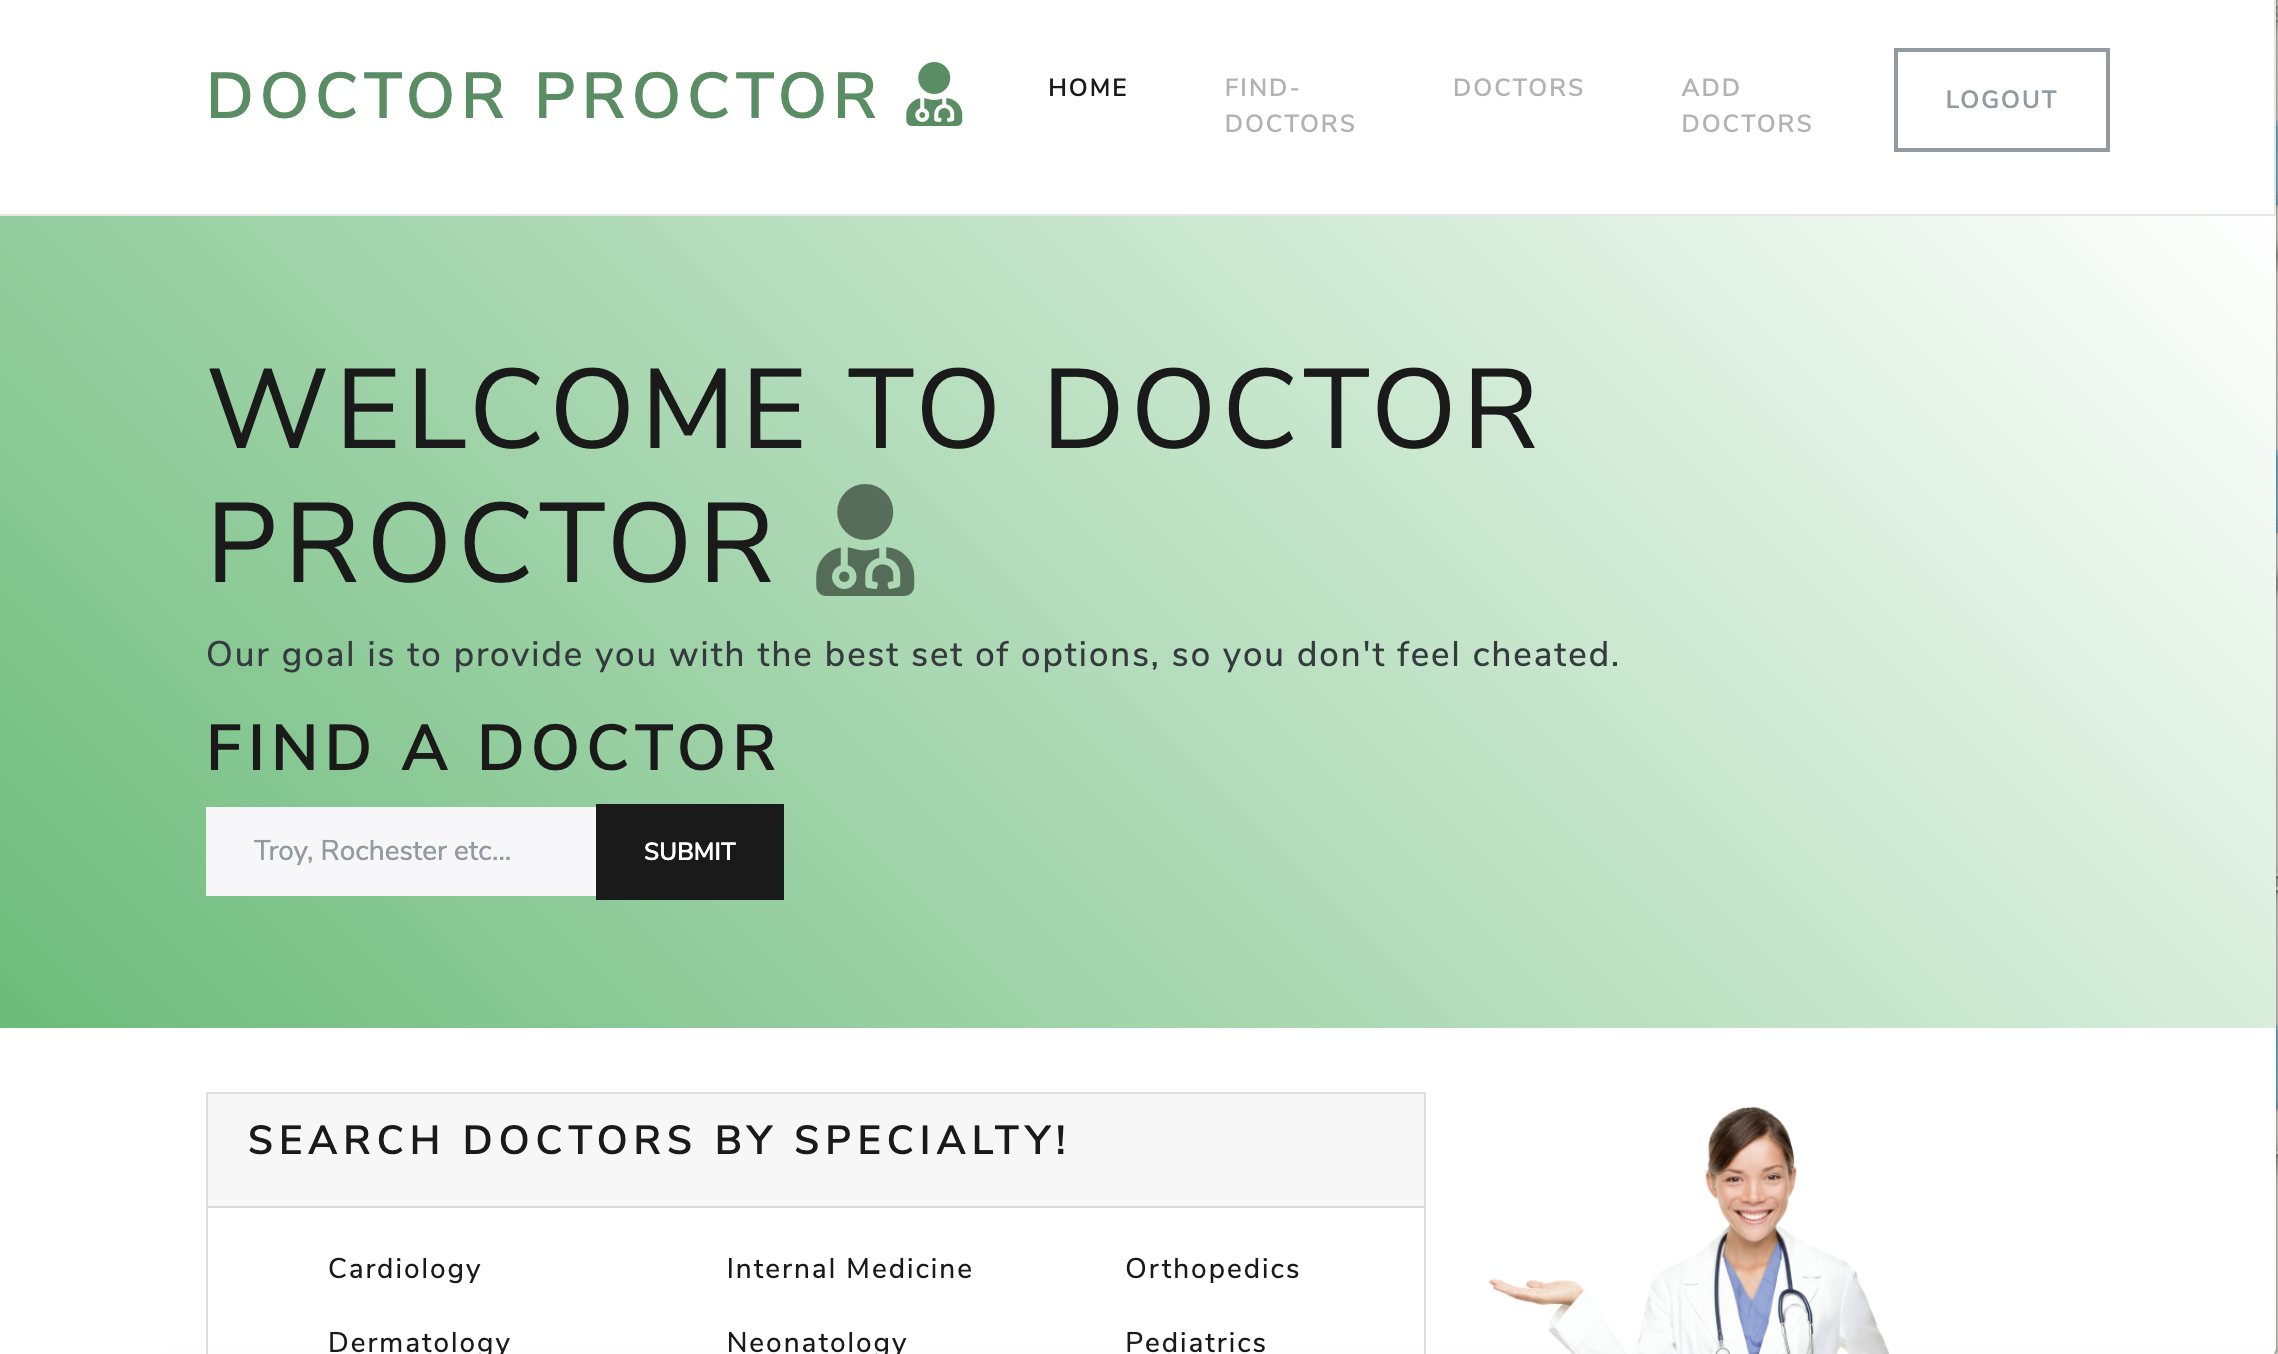 DOCTOR PROCTOR
HOME
FIND-
DOCTORS
DOCTORS
ADD
DOCTORS
LOGOUT
WELCOME TO DOCTOR
PROCTOR
Our goal is to provide you with the best set of options, so you don't feel cheated.
FIND A DOCTOR
Troy, Rochester etc...
SUBMIT
SEARCH DOCTORS BY SPECIALTY!
Cardiology
Internal Medicine
Orthopedics
Dermatology
Neonatology
Pediatrics